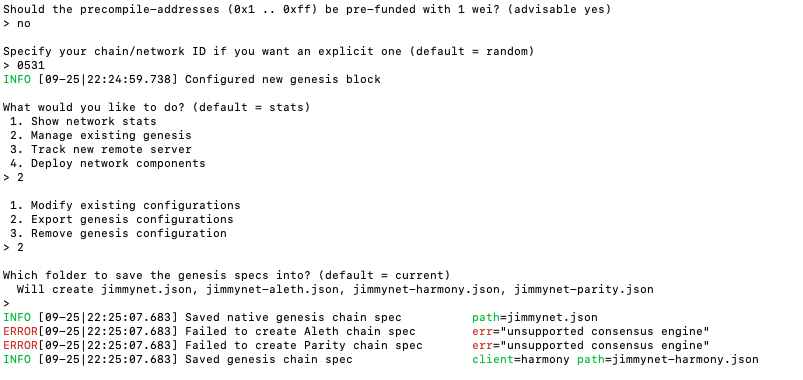 Should the precompile-addresses (0x1 .. 0xff) be pre-funded with 1 wei? (advisable yes)
> no
Specify your chain/network ID if you want an explicit one (default = random)
> 0531
INFO [09-25|22:24:59.738] Configured new genesis block
What would you like to do? (default = stats)
1. Show network stats
2. Manage existing genesis
3. Track new remote server
4. Deploy network components
> 2
1. Modify existing configurations
2. Export genesis configurations
3. Remove genesis configuration
> 2
Which folder to save the genesis specs into? (default = current)
Will create jimmynet.json, jimmynet-aleth.json, jimmynet-harmony.json, jimmynet-parity.json
>
INFO [09-25|22:25:07.683] Saved native genesis chain spec path=jimmynet.json
ERROR[09-25|22:25:07.683] Failed to create Aleth chain spec err="unsupported consensus engine"
ERROR[09-25|22:25:07.683] Failed to create Parity chain spec err="unsupported consensus engine"
INFO [09-25|22:25:07.683] Saved genesis chain spec client=harmony path=jimmynet-harmony.json